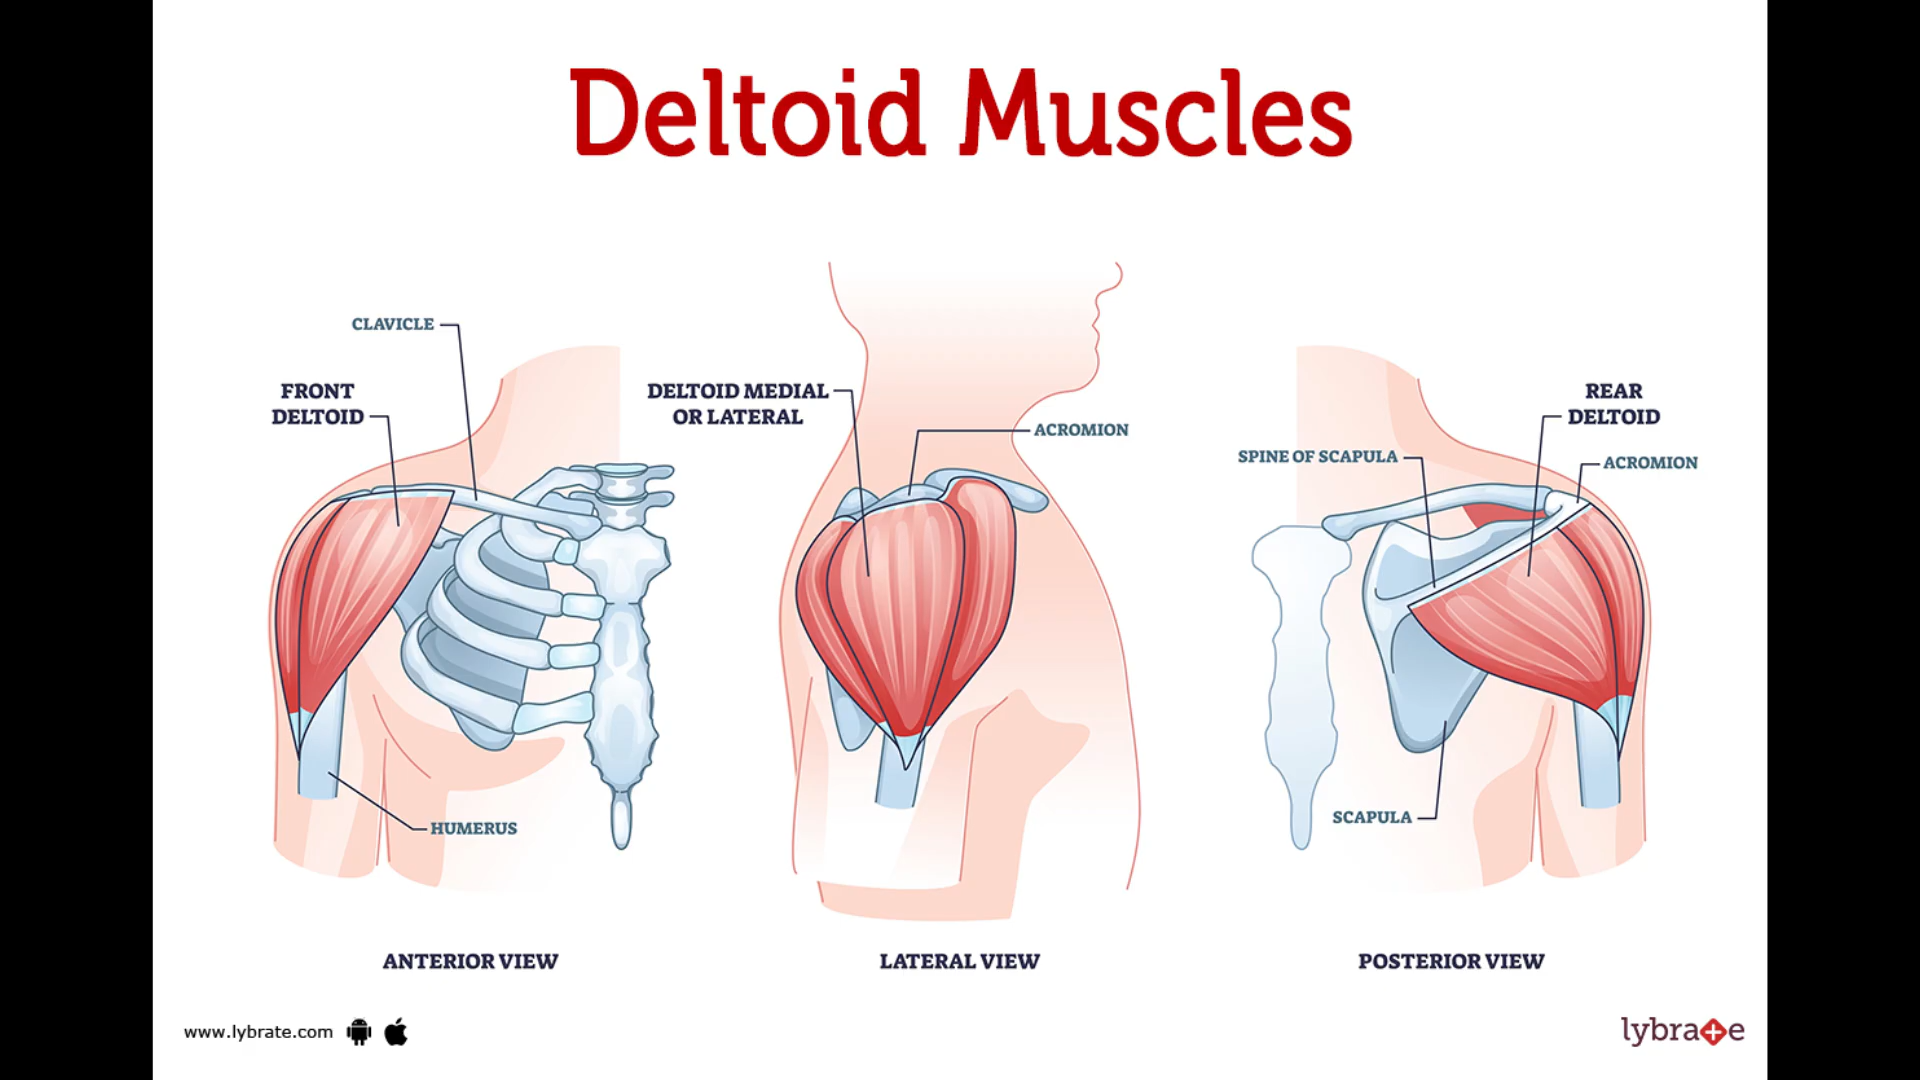 Deltoid Muscles
CLAVICLE
FRONT
DELTOID
HUMERUS
ANTERIOR VIEW
DELTOID MEDIAL
OR LATERAL
ACROMION
LATERAL VIEW
REAR
DELTOID
SPINE OF SCAPULA
ACROMION
SCAPULA
POSTERIOR VIEW
www.lybrate.com
lybrate